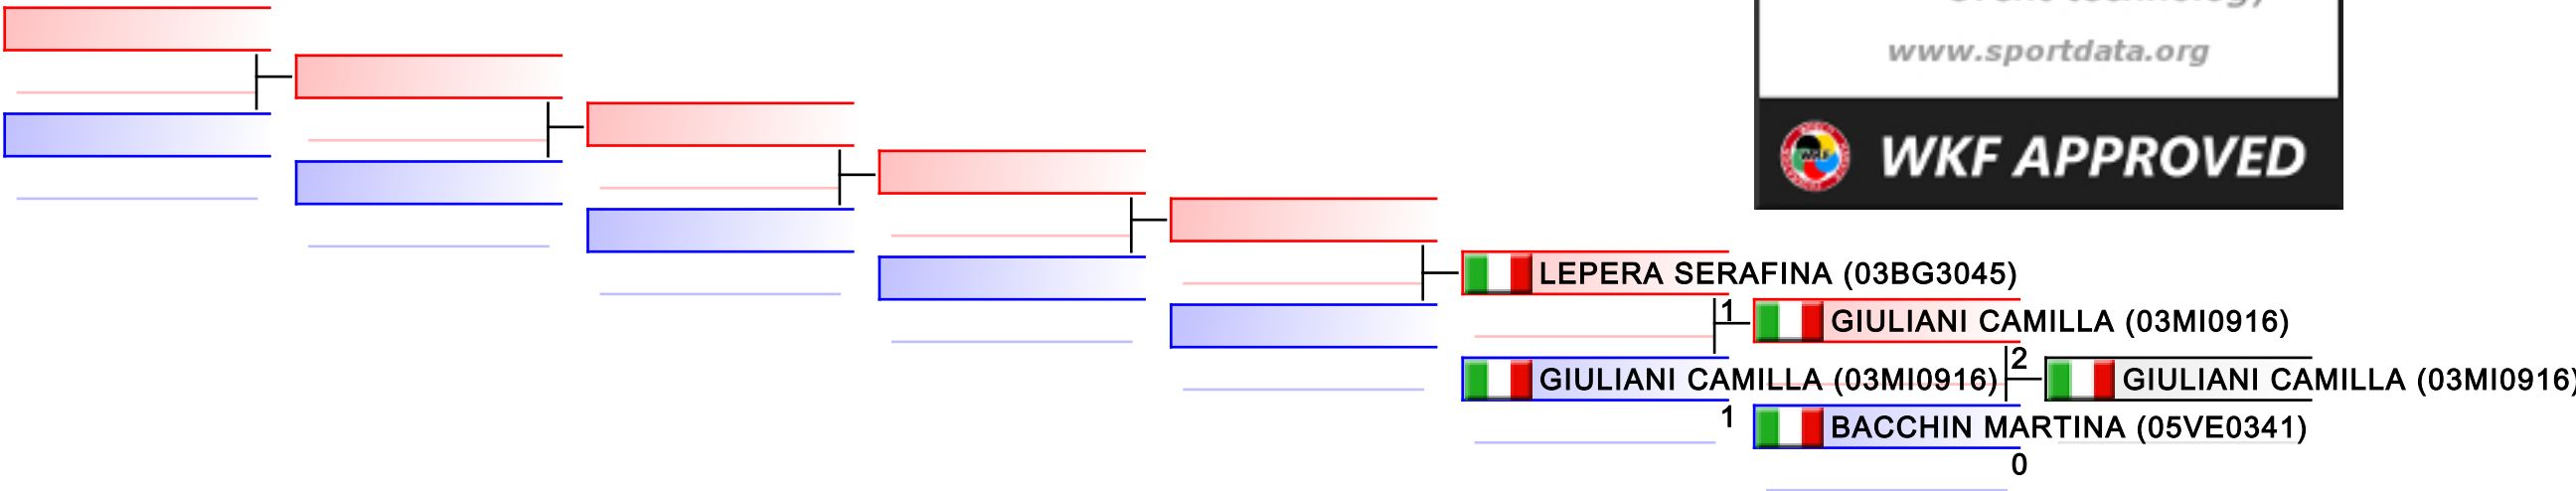 www.sportdata.org
WKF APPROVED
LEPERA SERAFINA (03BG3045)
1
GIULIANI CAMILLA (03MI0916)
2
GIULIANI CAMILLA (03MI0916)
GIULIANI CAMILLA (03MI0916)
1
BACCHIN MARTINA (05VE0341)
0